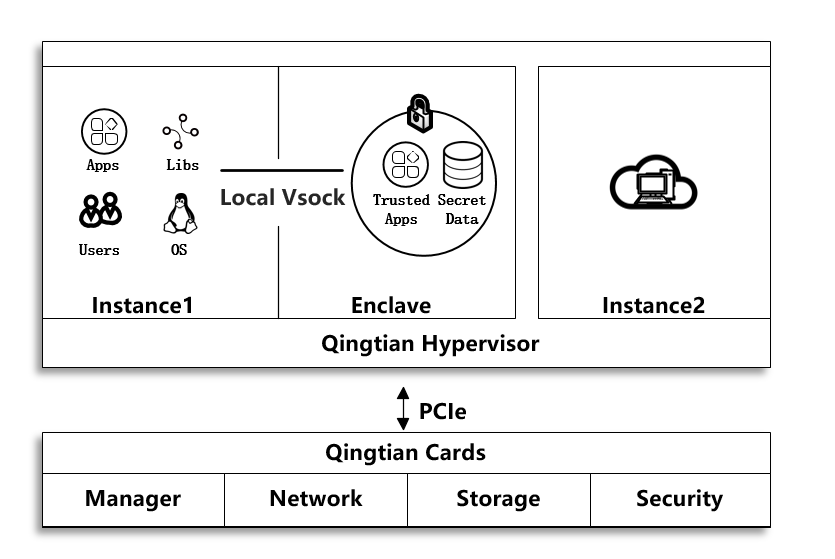 Apps
Libs
Local Vsock
Trusted
Apps
Secret
Data
Users
OS
Instance1
Enclave
Instance2
Qingtian Hypervisor
PCIe
Qingtian Cards
Manager
Network
Storage
Security